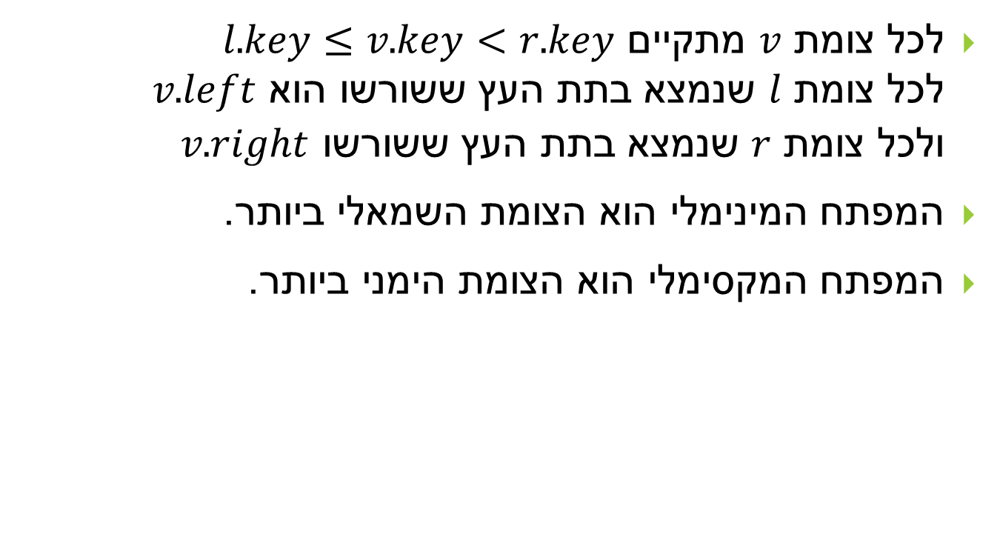 לכל צומת v מתקיים l.key ≤ v.key < r.key
לכל צומת l שנמצא בתת העץ ששורשו הוא v.left
ולכל צומת r שנמצא בתת העץ ששורשו v.right
המפתח המינימלי הוא הצומת השמאלי ביותר.
המפתח המקסימלי הוא הצומת הימני ביותר.